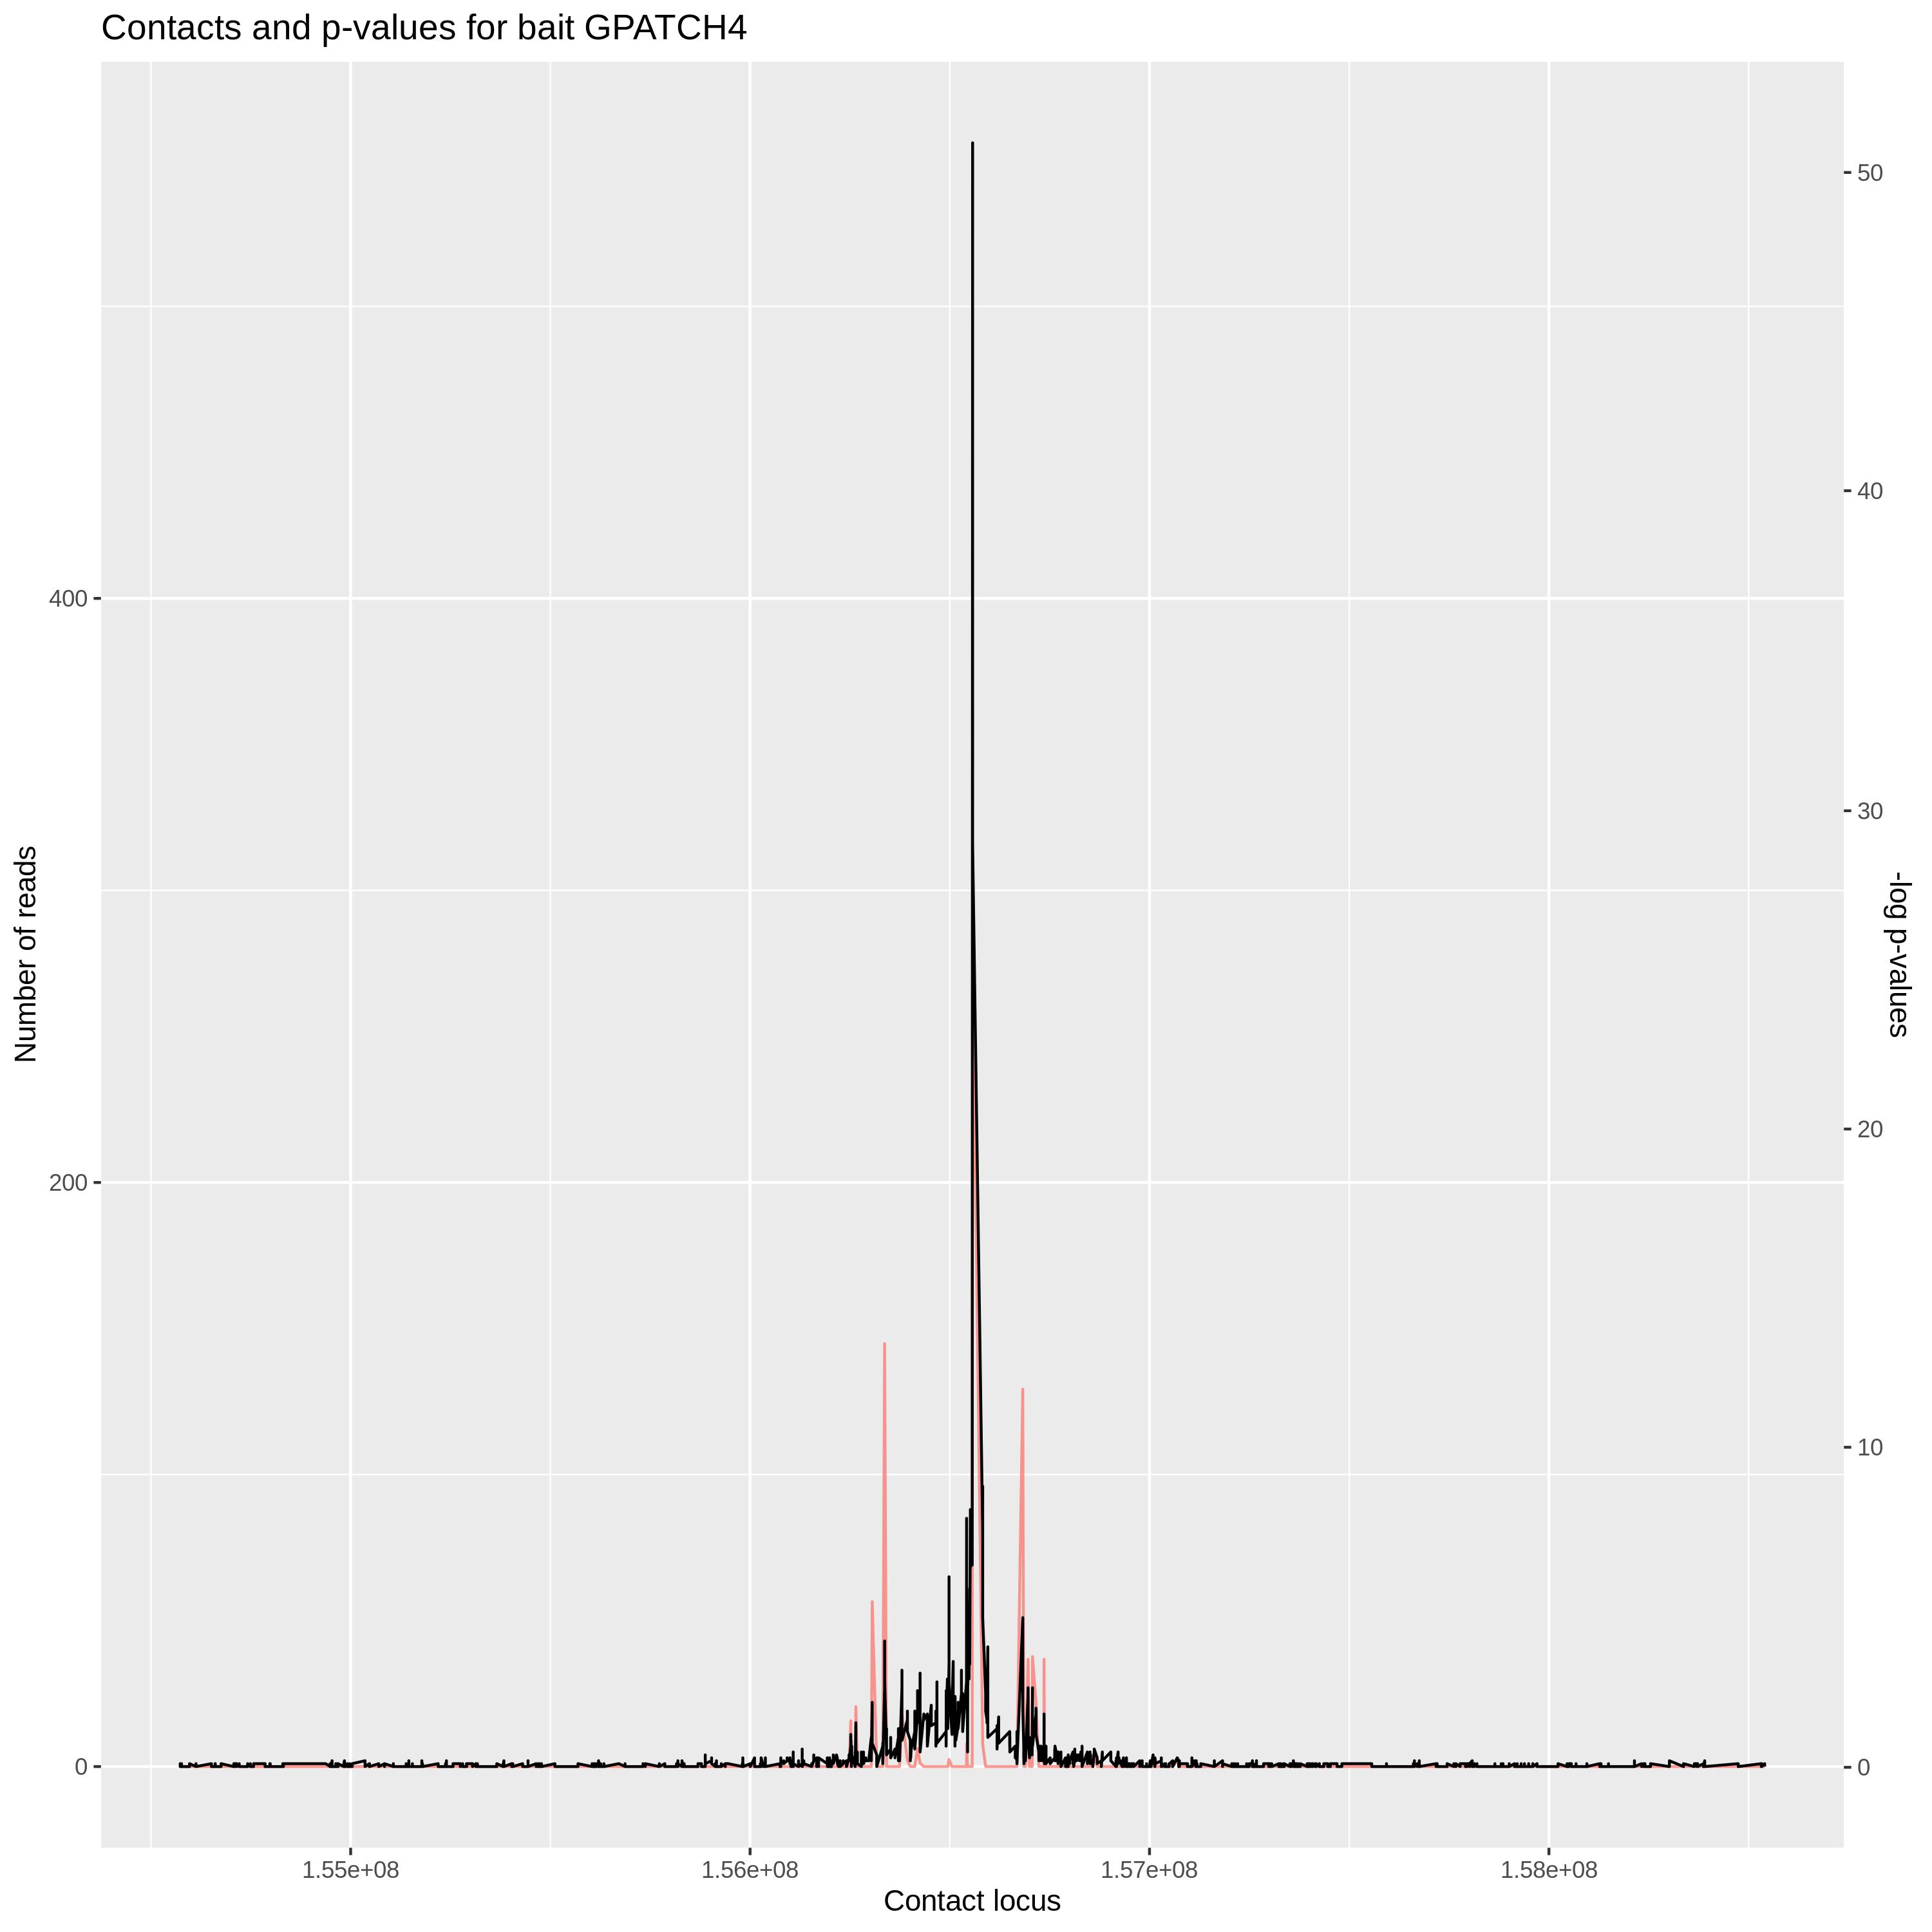 Contacts and p-values for bait GPATCH4
Number of reads
400
200
0
50
40
30
20
10
0
-log p-values
1.55e+08
1.56e+08
1.57e+08
1.58e+08
Contact locus